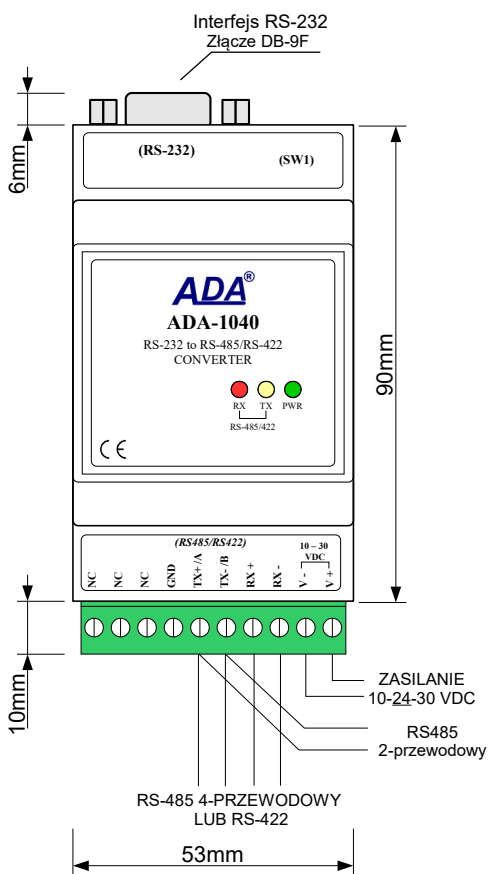 Interfejs RS-232
Złącze DB-9F
6mm
(RS-232)
(SW1)
ADA®
ADA-1040
RS-232 to RS-485/RS-422
CONVERTER
RX TX PWR
RS-485/422
CE
90mm
(RS485/RS422)
10 – 30
VDC
NC
NC
NC
GND
TX+ /A
TX- /B
RX +
RX -
V -
V +
10mm
ZASILANIE
10-24-30 VDC
RS485
2-przewodowy
RS-485 4-PRZEWODOWY
LUB RS-422
53mm